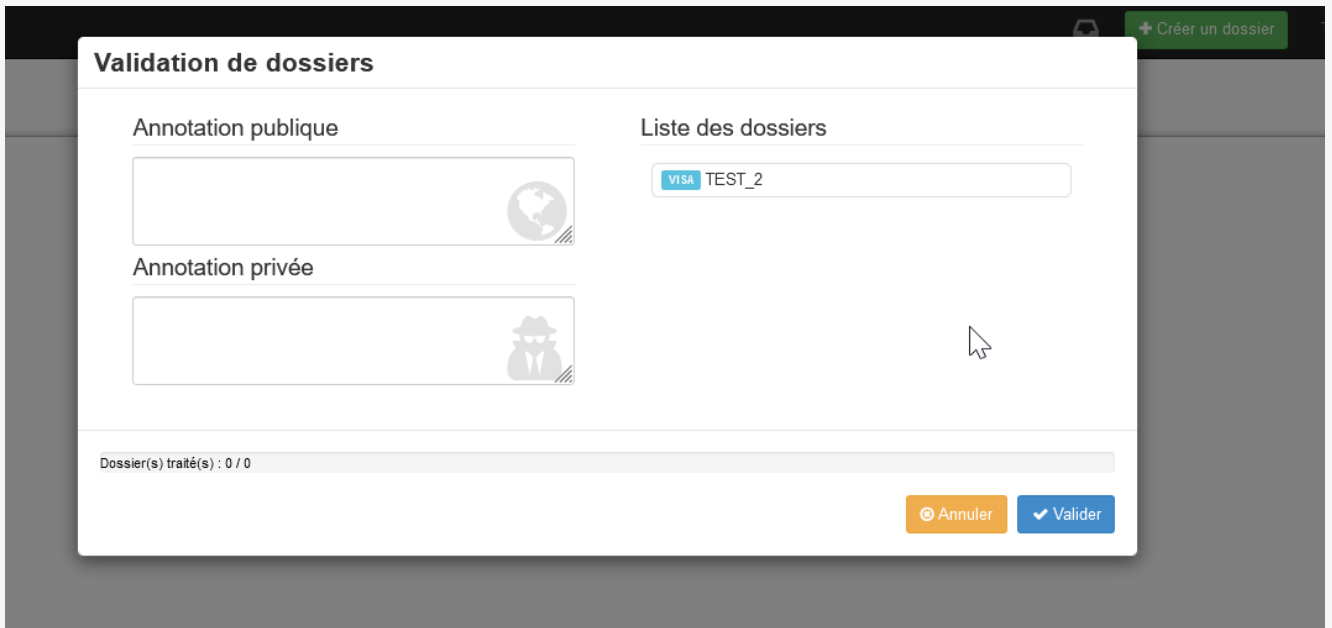 Créer un dossier
Validation de dossiers
Annotation publique
Liste des dossiers
VISA TEST_2
Annotation privée
Dossier(s) traité(s) : 0 / 0
Annuler
Valider